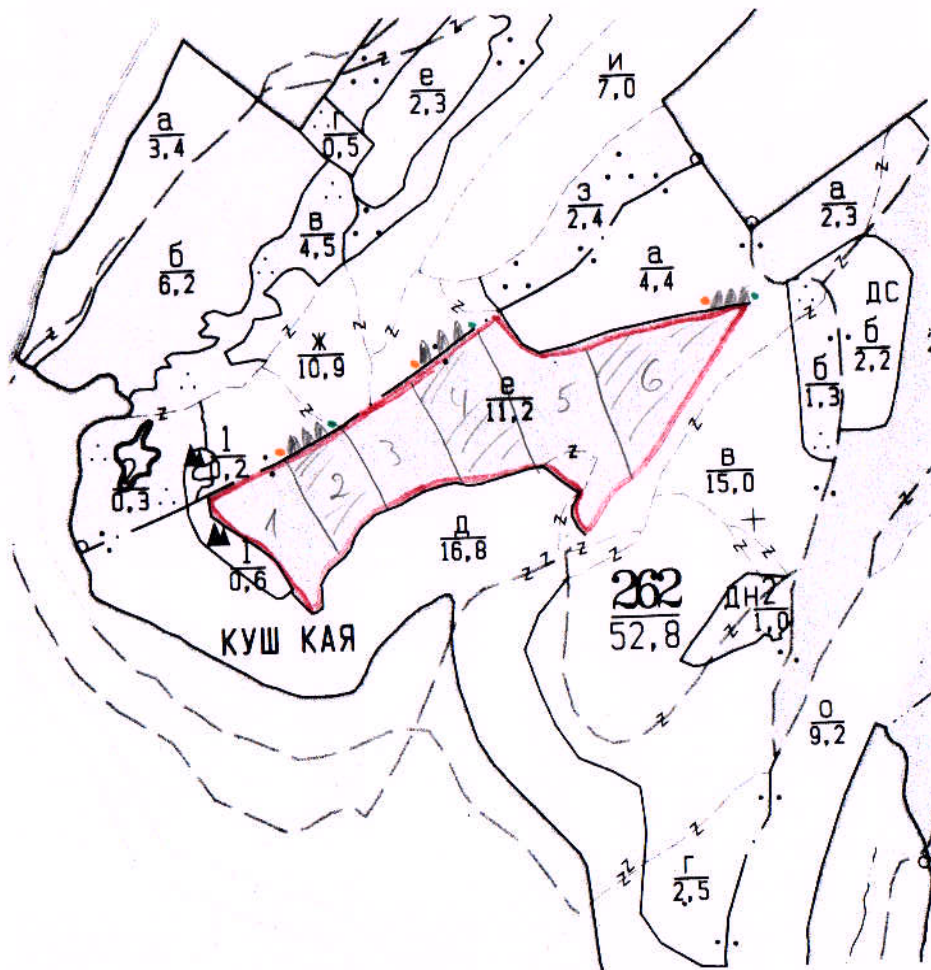 и
7,0
е
2,3
а
3,4
г
0,5
з
2,4
а
2,3
в
4,5
б
6,2
а
4,4
ДС
б
2,2
ж
10,9
е
11,2
б
1,3
4
5
6
3
2
1
1
0,2
2
0,3
в
15,0
д
16,8
1
0,6
262
52,8
ДН2
1,0
КУШ КАЯ
о
9,2
г
2,5